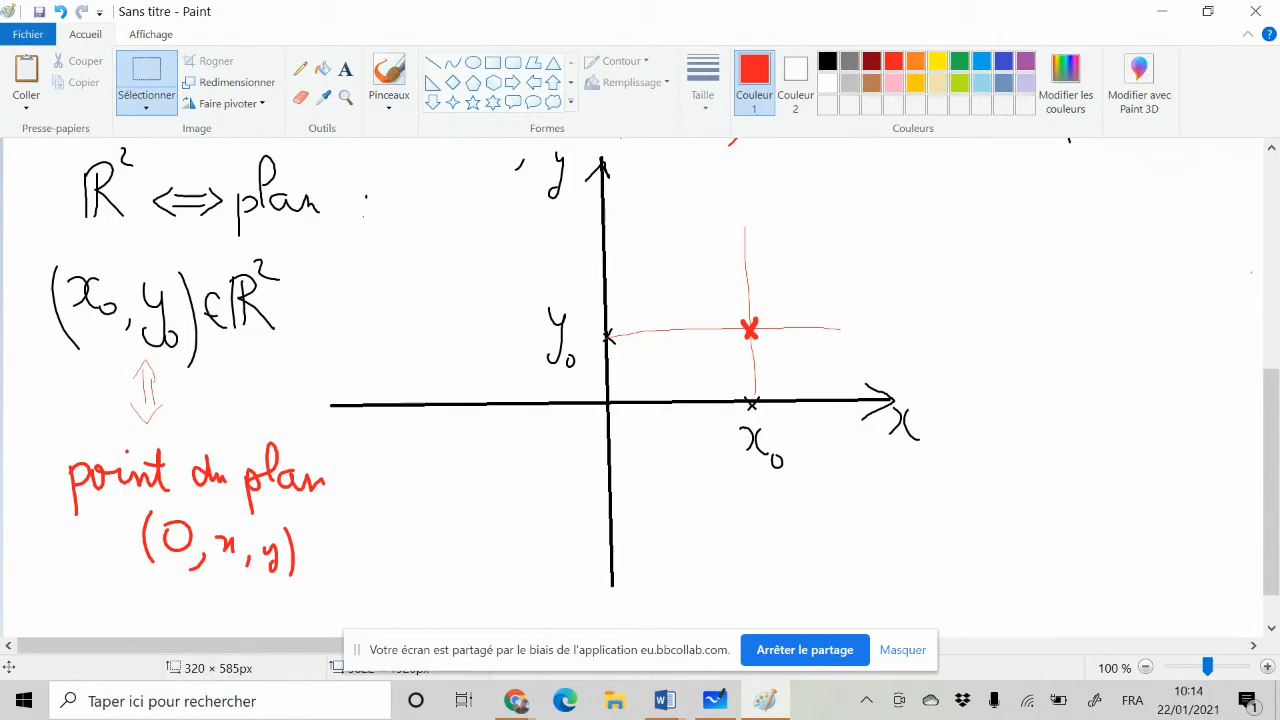 Sans titre - Paint
Fichier Accueil Affichage
Coller
Couper
Copier
Presse-papiers
Sélectionner
Rogner
Redimensionner
Faire pivoter
Image
A
Outils
Pinceaux
Contour
Remplissage
Formes
Taille
Couleur 1
Couleur 2
Couleurs
Modifier les couleurs
Modifier avec Paint 3D
ℝ² ⇔ plan :
(x₀, y₀) ∈ ℝ²
point du plan
(O, x, y)
y
y₀
x₀
x
Votre écran est partagé par le biais de l'application eu.bbcollab.com. Arrêter le partage Masquer
320 × 585px
100 %
Taper ici pour rechercher
FRA
10:14
22/01/2021
1